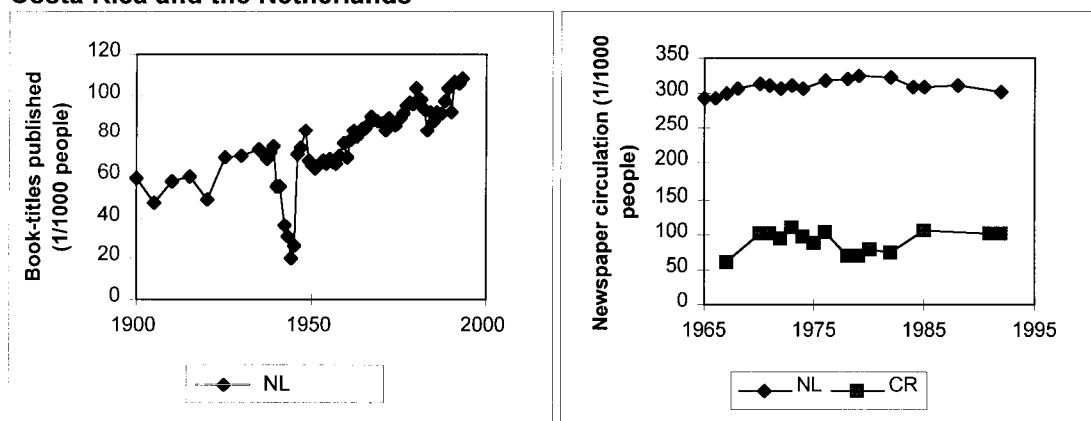 Costa Rica and the Netherlands
Book-titles published
(1/1000 people)
120
100
80
60
40
20
0
1900
1950
2000
NL
Newspaper circulation (1/1000
people)
350
300
250
200
150
100
50
0
1965
1975
1985
1995
NL
CR